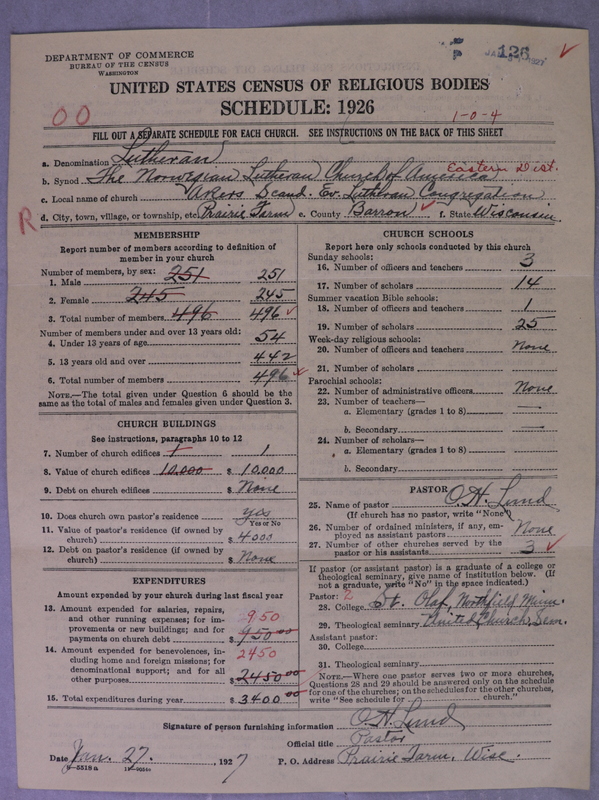 DEPARTMENT OF COMMERCE
BUREAU OF THE CENSUS
WASHINGTON
126
1927
UNITED STATES CENSUS OF RELIGIOUS BODIES
SCHEDULE: 1926
00
1-0-4
FILL OUT A SEPARATE SCHEDULE FOR EACH CHURCH. SEE INSTRUCTIONS ON THE BACK OF THIS SHEET
a. Denomination Lutheran
b. Synod The Norwegian Lutheran Church of America Eastern Dist.
c. Local name of church Akers Scand. Ev. Lutheran Congregation
R
d. City, town, village, or township, etc. Prairie Farm e. County Barron f. State Wisconsin.
MEMBERSHIP
Report number of members according to definition of member in your church
Number of members, by sex:
1. Male 251 251
2. Female 245 245
3. Total number of members 496 496
Number of members under and over 13 years old:
4. Under 13 years of age 54
5. 13 years old and over 442
6. Total number of members 496
NOTE.—The total given under Question 6 should be the same as the total of males and females given under Question 3.
CHURCH BUILDINGS
See instructions, paragraphs 10 to 12
7. Number of church edifices 1 1
8. Value of church edifices 10,000 $ 10,000
9. Debt on church edifices $ None
10. Does church own pastor's residence yes
Yes or No
11. Value of pastor's residence (if owned by church) $ 4000
12. Debt on pastor's residence (if owned by church) $ None
EXPENDITURES
Amount expended by your church during last fiscal year
13. Amount expended for salaries, repairs, and other running expenses; for improvements or new buildings; and for payments on church debt 950 $ 950 00
14. Amount expended for benevolences, including home and foreign missions; for denominational support; and for all other purposes 2450 $ 2450 00
15. Total expenditures during year $ 3400 00
CHURCH SCHOOLS
Report here only schools conducted by this church
Sunday schools:
16. Number of officers and teachers 3
17. Number of scholars 14
Summer vacation Bible schools:
18. Number of officers and teachers 1
19. Number of scholars 25
Week-day religious schools:
20. Number of officers and teachers None
21. Number of scholars
Parochial schools:
22. Number of administrative officers None
23. Number of teachers—
a. Elementary (grades 1 to 8) —
b. Secondary —
24. Number of scholars—
a. Elementary (grades 1 to 8)
b. Secondary
PASTOR
25. Name of pastor O. H. Lund
(If church has no pastor, write "None")
26. Number of ordained ministers, if any, employed as assistant pastors None
27. Number of other churches served by the pastor or his assistants 3
If pastor (or assistant pastor) is a graduate of a college or theological seminary, give name of institution below. (If not a graduate, write "No" in the space indicated.)
Pastor: 2
28. College St. Olaf, Northfield Minn.
29. Theological seminary United Church Sem.
Assistant pastor:
30. College
31. Theological seminary
NOTE.—Where one pastor serves two or more churches, Questions 28 and 29 should be answered only on the schedule for one of the churches; on the schedules for the other churches, write "See schedule for church."
Signature of person furnishing information O. H. Lund
Official title Pastor
Date Jan. 27. 1927 P. O. Address Prairie Farm, Wisc.